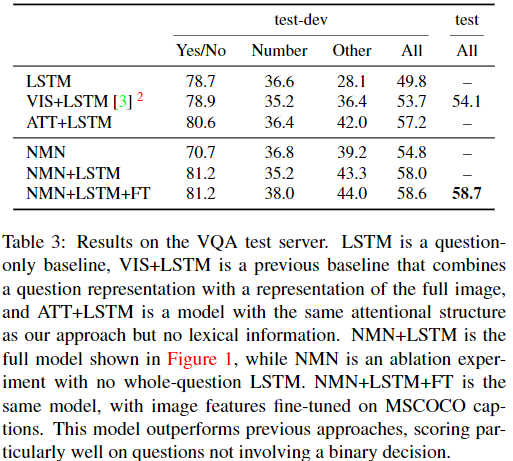 test-dev test
Yes/No Number Other All All
LSTM 78.7 36.6 28.1 49.8 –
VIS+LSTM [3] 2 78.9 35.2 36.4 53.7 54.1
ATT+LSTM 80.6 36.4 42.0 57.2 –
NMN 70.7 36.8 39.2 54.8 –
NMN+LSTM 81.2 35.2 43.3 58.0 –
NMN+LSTM+FT 81.2 38.0 44.0 58.6 58.7
Table 3: Results on the VQA test server. LSTM is a question-
only baseline, VIS+LSTM is a previous baseline that combines
a question representation with a representation of the full image,
and ATT+LSTM is a model with the same attentional structure
as our approach but no lexical information. NMN+LSTM is the
full model shown in Figure 1, while NMN is an ablation exper-
iment with no whole-question LSTM. NMN+LSTM+FT is the
same model, with image features fine-tuned on MSCOCO cap-
tions. This model outperforms previous approaches, scoring par-
ticularly well on questions not involving a binary decision.